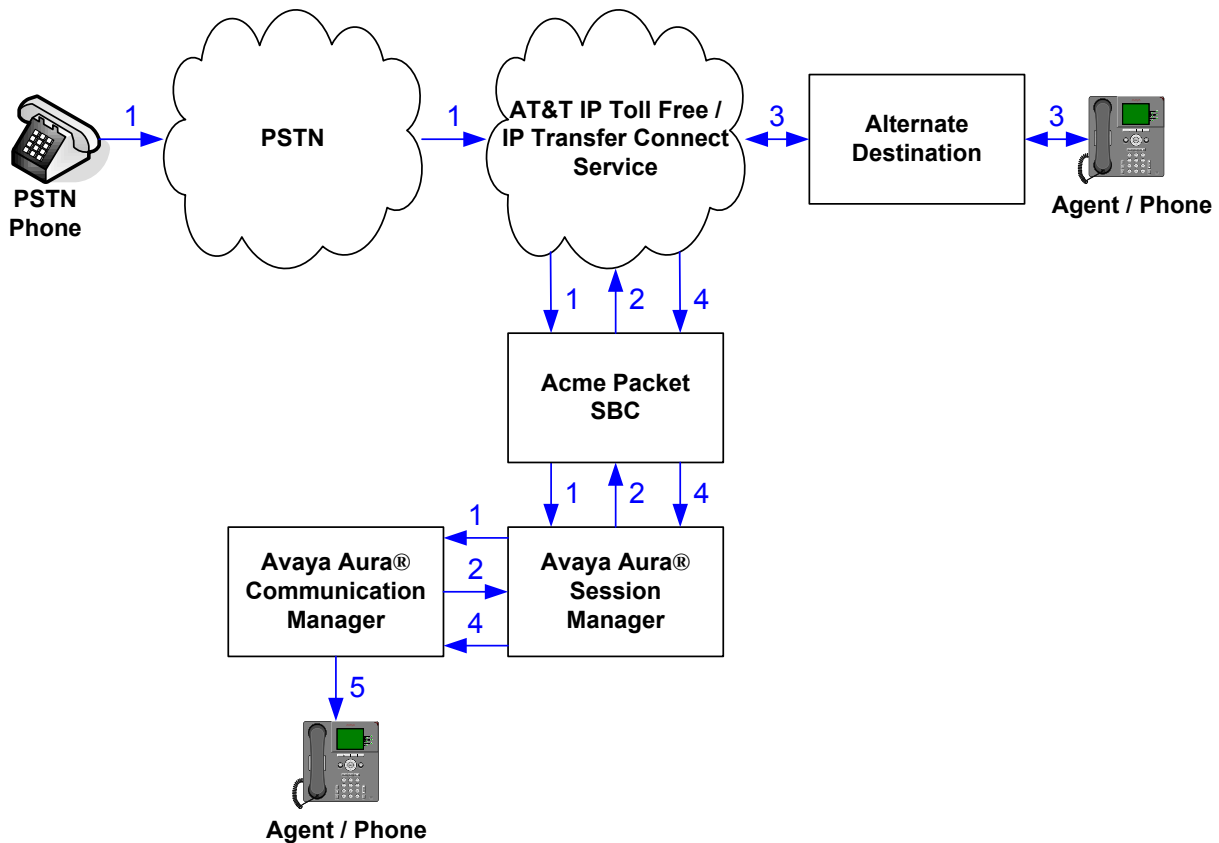 1
PSTN
Phone
PSTN
1
AT&T IP Toll Free /
IP Transfer Connect
Service
3
Alternate
Destination
3
Agent / Phone
1
2
4
Acme Packet
SBC
1
2
4
Avaya Aura®
Communication
Manager
1
2
4
Avaya Aura®
Session
Manager
5
Agent / Phone